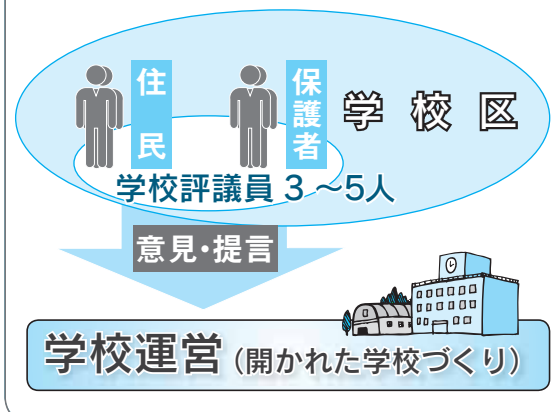 住民
保護者
学校区
学校評議員3～5人
意見・提言
学校運営(開かれた学校づくり)